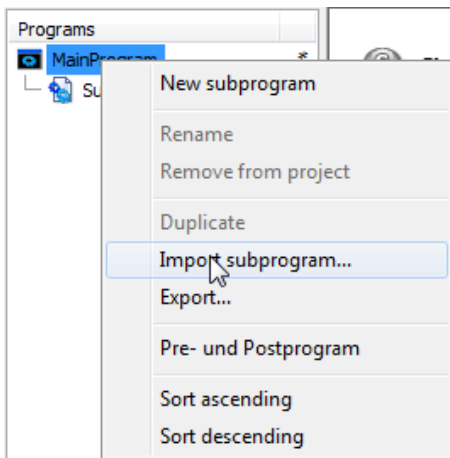 Programs
MainProgram *
Su
New subprogram
Rename
Remove from project
Duplicate
Import subprogram...
Export...
Pre- und Postprogram
Sort ascending
Sort descending